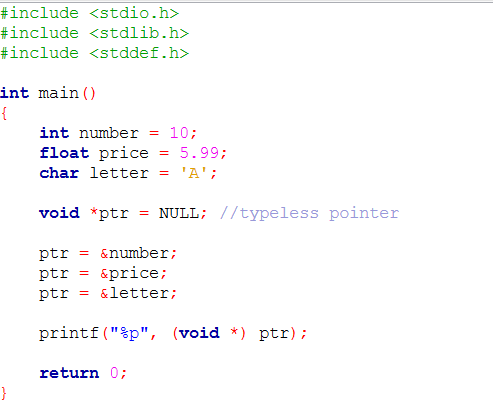 #include <stdio.h>
#include <stdlib.h>
#include <stddef.h>
int main()
{
    int number = 10;
    float price = 5.99;
    char letter = 'A';
    void *ptr = NULL; //typeless pointer
    ptr = &number;
    ptr = &price;
    ptr = &letter;
    printf("%p", (void *) ptr);
    return 0;
}